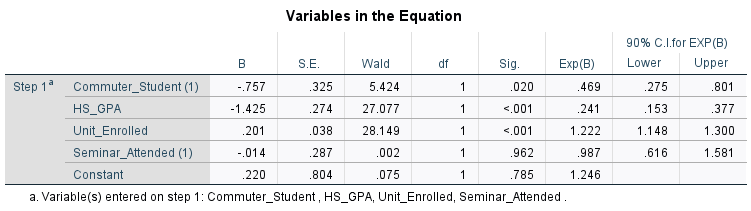 Variables in the Equation
90% C.I.for EXP(B)
B S.E. Wald df Sig. Exp(B) Lower Upper
Step 1a Commuter_Student (1) -.757 .325 5.424 1 .020 .469 .275 .801
HS_GPA -1.425 .274 27.077 1 <.001 .241 .153 .377
Unit_Enrolled .201 .038 28.149 1 <.001 1.222 1.148 1.300
Seminar_Attended (1) -.014 .287 .002 1 .962 .987 .616 1.581
Constant .220 .804 .075 1 .785 1.246
a. Variable(s) entered on step 1: Commuter_Student , HS_GPA, Unit_Enrolled, Seminar_Attended .